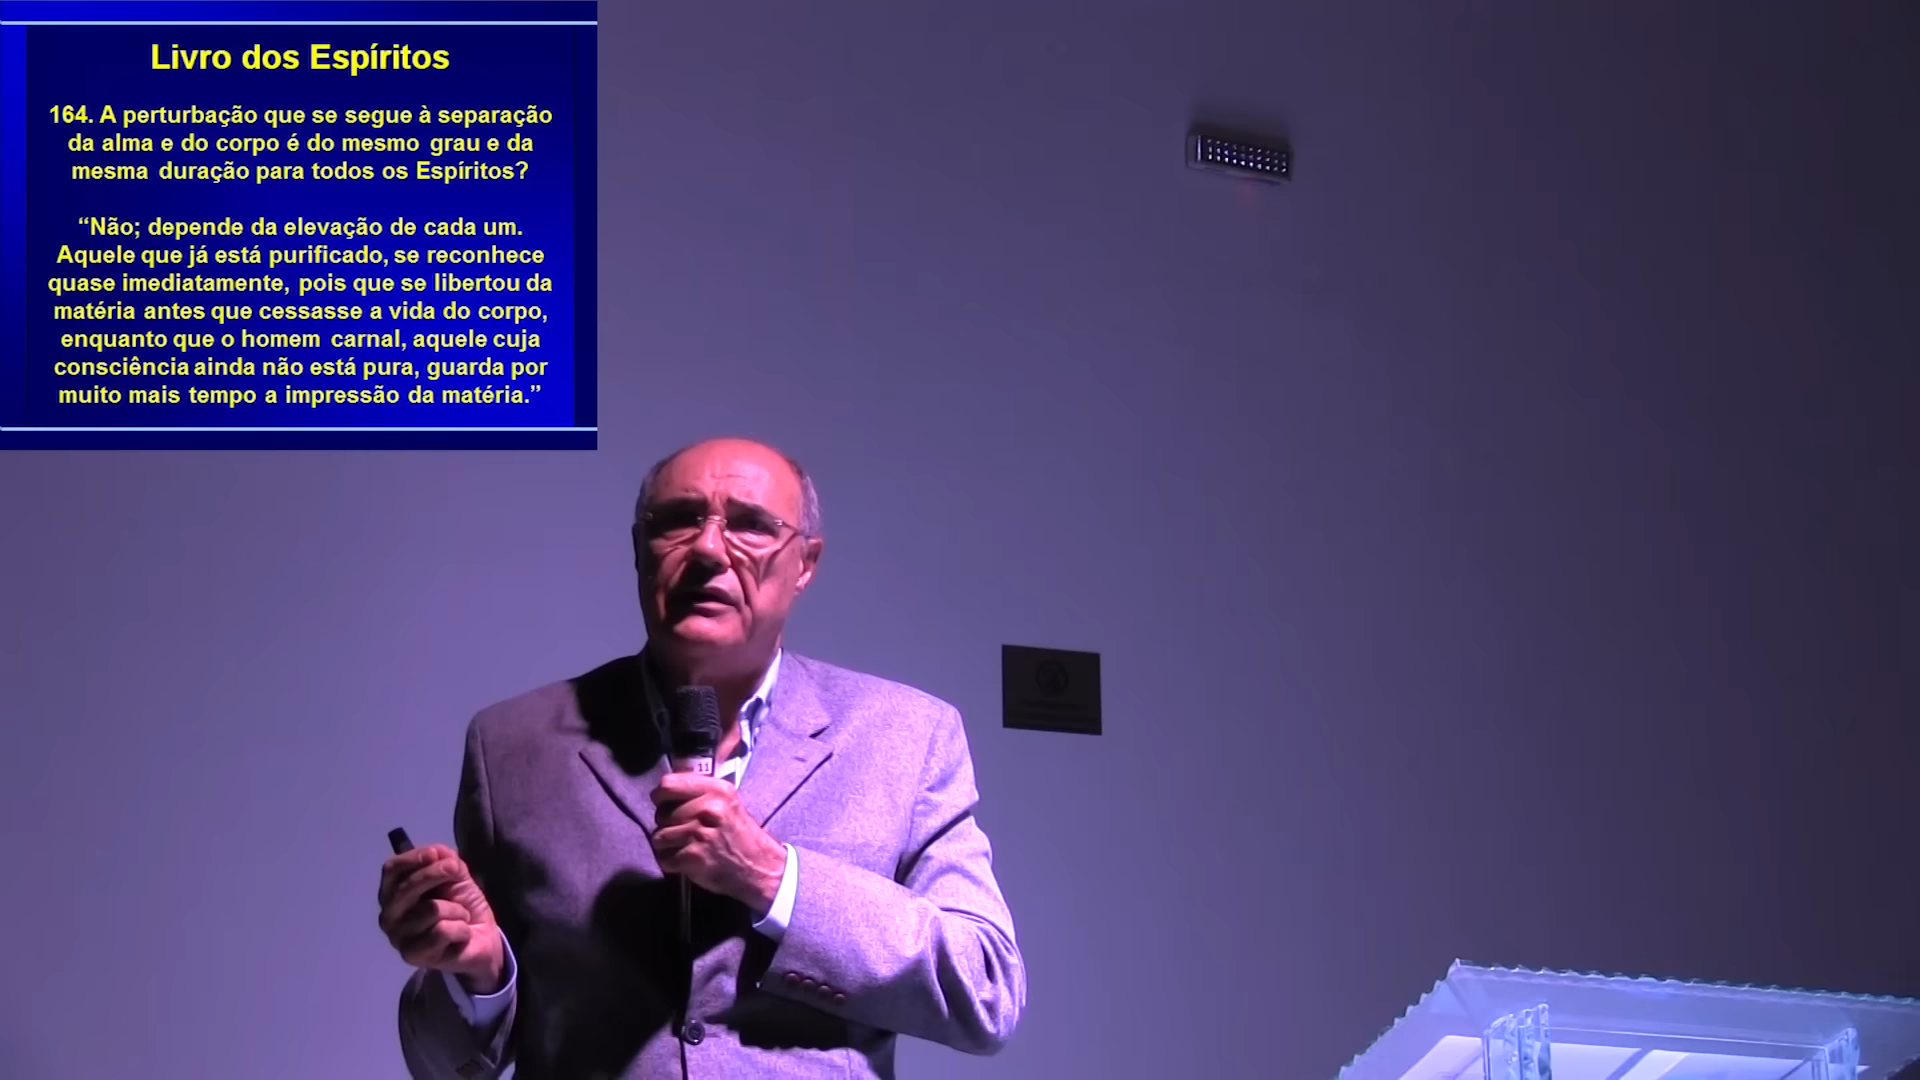 Livro dos Espíritos
164. A perturbação que se segue à separação
da alma e do corpo é do mesmo grau e da
mesma duração para todos os Espíritos?
“Não; depende da elevação de cada um.
Aquele que já está purificado, se reconhece
quase imediatamente, pois que se libertou da
matéria antes que cessasse a vida do corpo,
enquanto que o homem carnal, aquele cuja
consciência ainda não está pura, guarda por
muito mais tempo a impressão da matéria.”
11